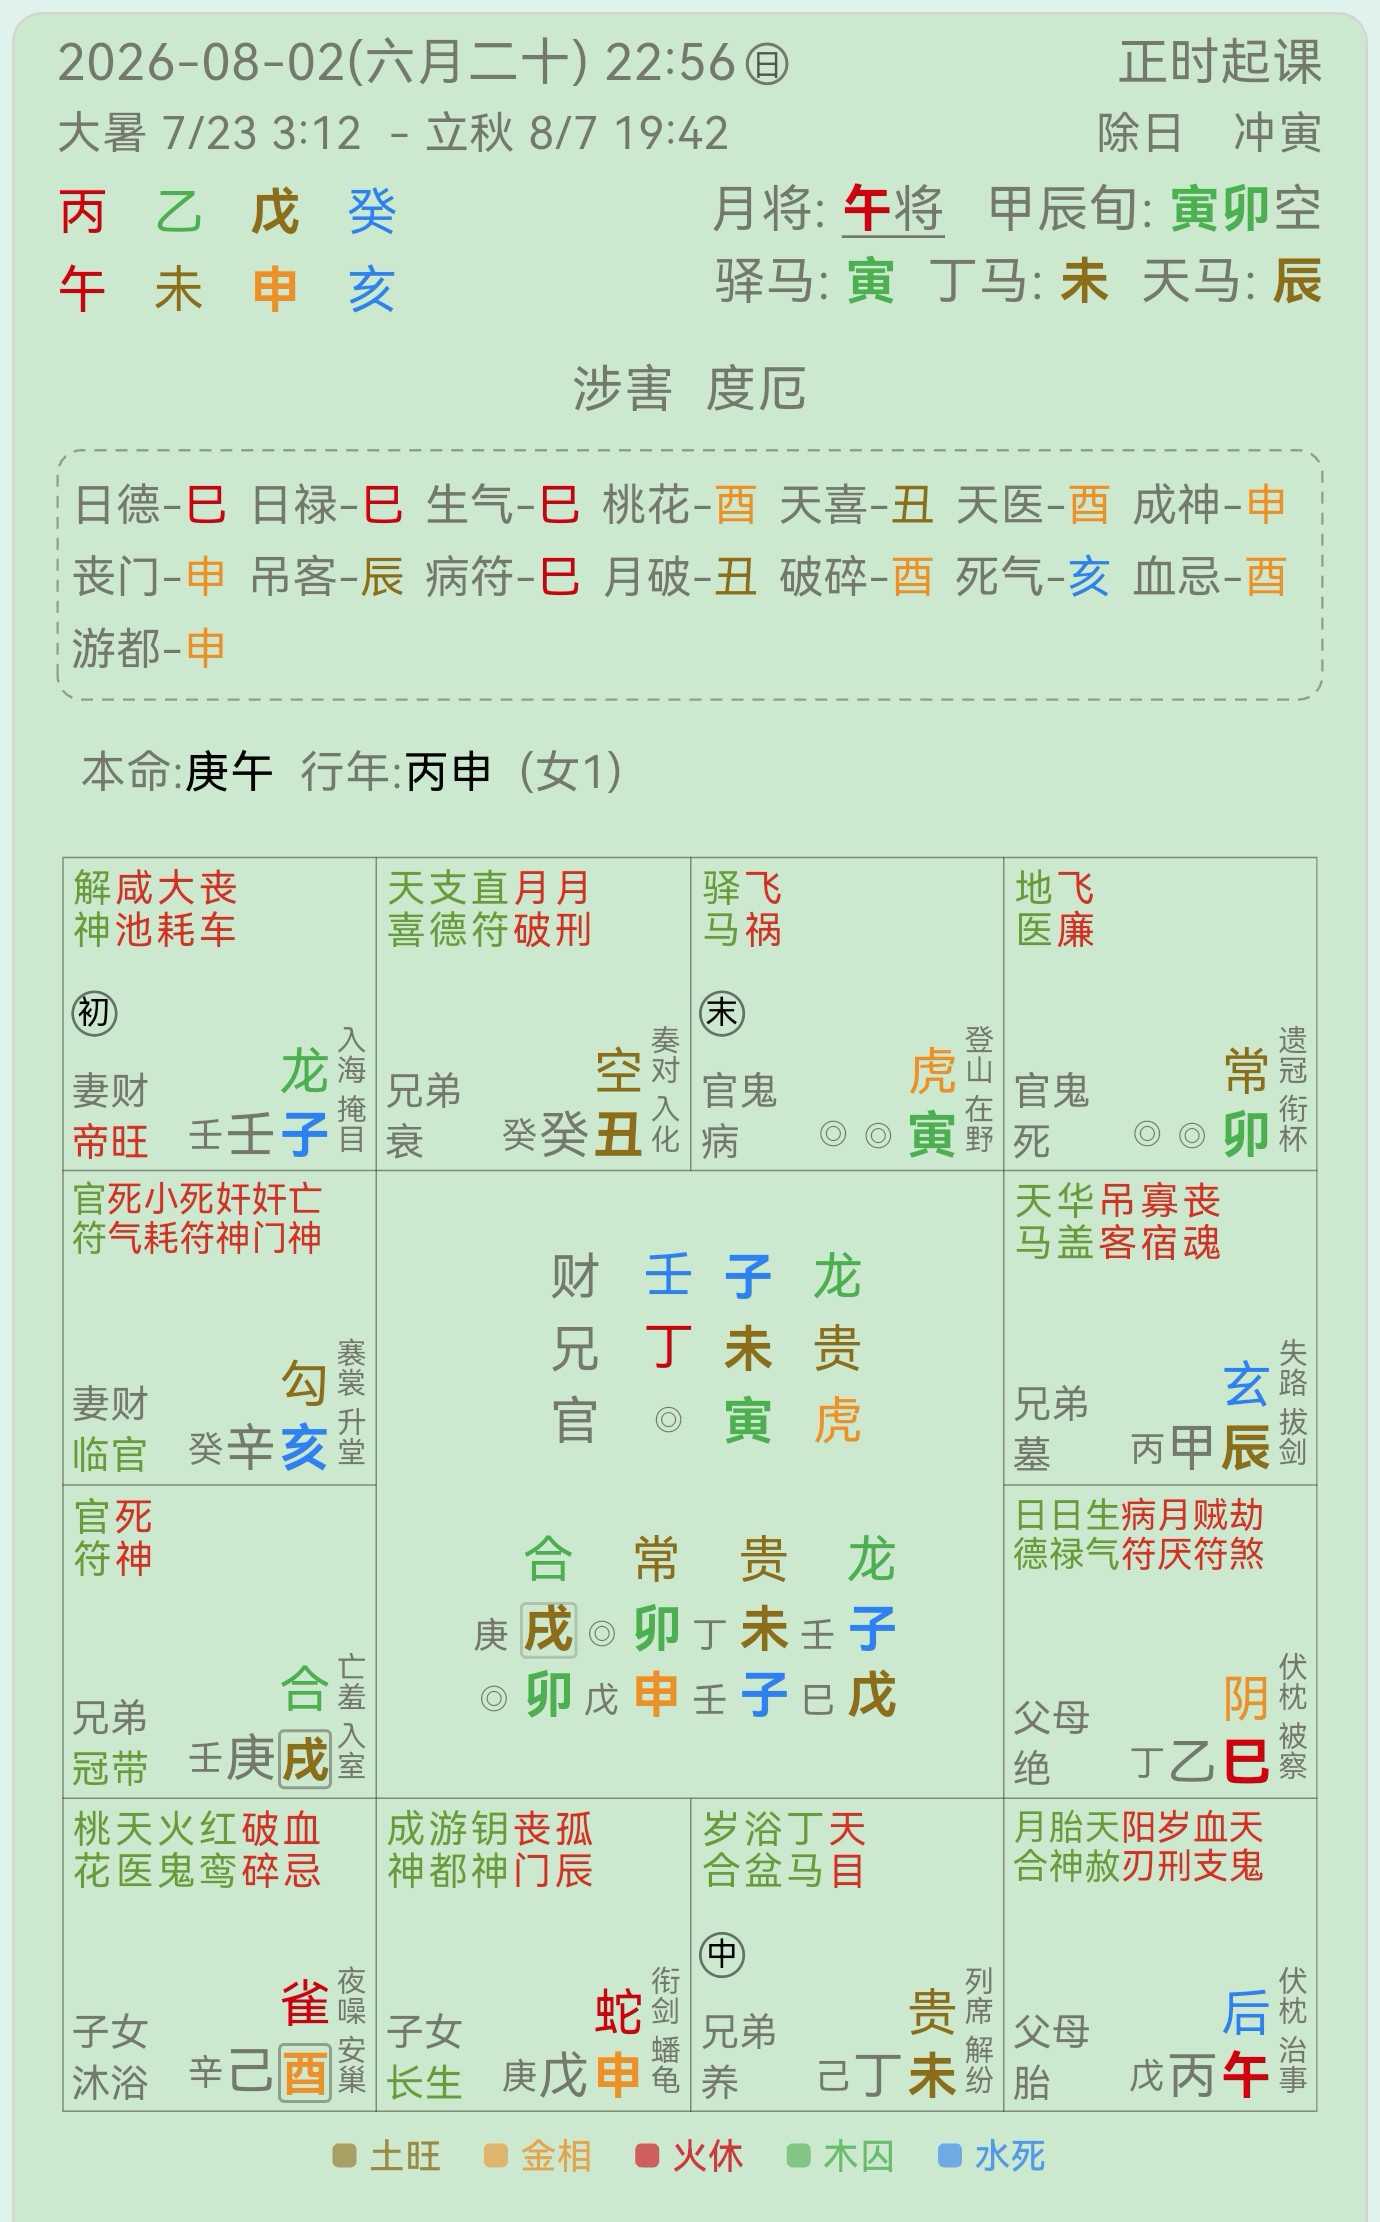 2026-08-02(六月二十) 22:56 日 正时起课
大暑 7/23 3:12 - 立秋 8/7 19:42 除日 冲寅
丙 乙 戊 癸 月将: 午将 甲辰旬: 寅卯空
午 未 申 亥 驿马: 寅 丁马: 未 天马: 辰
涉害 度厄
日德-巳 日禄-巳 生气-巳 桃花-酉 天喜-丑 天医-酉 成神-申
丧门-申 吊客-辰 病符-巳 月破-丑 破碎-酉 死气-亥 血忌-酉
游都-申
本命:庚午 行年:丙申 (女1)
解神 咸池 大耗 丧车
初
妻财
帝旺
龙
壬壬子
入海
掩目
天喜 支德 直符 月破 月刑
兄弟
衰
空
癸癸丑
奏对
入化
驿马 飞祸
末
官鬼
病
虎
◎ ◎ 寅
登山
在野
地医 飞廉
官鬼
死
常
◎ ◎ 卯
遗冠
衔杯
官符 死气 小耗 死符 奸神 奸门 亡神
妻财
临官
勾
癸辛亥
褰裳
升堂
财 壬 子 龙
兄 丁 未 贵
官 ◎ 寅 虎
合 常 贵 龙
庚 戌 ◎ 卯 丁 未 壬 子
◎ 卯 戊 申 壬 子 巳 戊
天马 华盖 吊客 寡宿 丧魂
兄弟
墓
玄
丙甲辰
失路
拔剑
官符 死神
兄弟
冠带
合
壬庚戌
亡羞
入室
日德 日禄 生气 病符 月厌 贼符 劫煞
父母
绝
阴
丁乙巳
伏枕
被察
桃花 天医 火鬼 红鸾 破碎 血忌
子女
沐浴
雀
辛己酉
夜噪
安巢
成神 游都 钥神 丧门 孤辰
子女
长生
蛇
庚戊申
衔剑
蟠龟
岁合 浴盆 丁马 天目
中
兄弟
养
贵
己丁未
列席
解纷
月合 胎神 天赦 阳刃 岁刑 血支 天鬼
父母
胎
后
戊丙午
伏枕
治事
土旺 金相 火休 木囚 水死